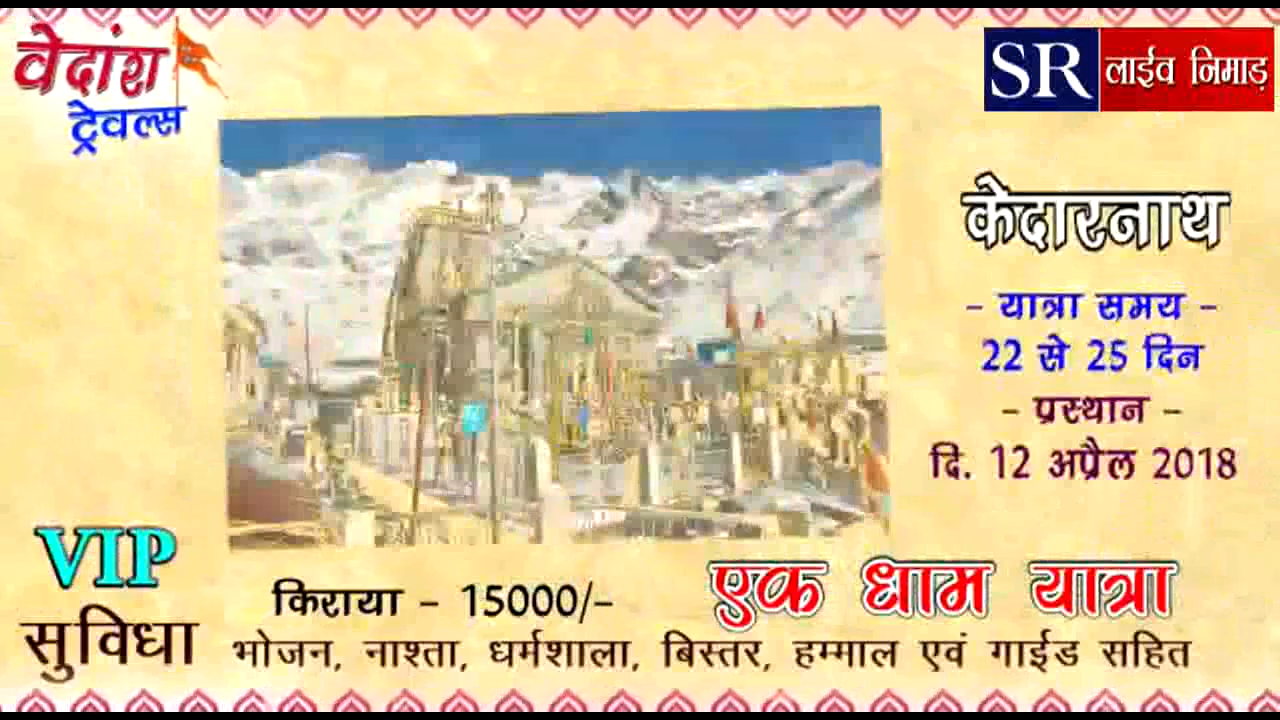 वेदांश
ट्रेवल्स
SR लाईव निमाड़
केदारनाथ
- यात्रा समय -
22 से 25 दिन
- प्रस्थान -
दि. 12 अप्रैल 2018
VIP
सुविधा
एक धाम यात्रा
किराया - 15000/-
भोजन, नाश्ता, धर्मशाला, बिस्तर, हम्माल एवं गाईड सहित